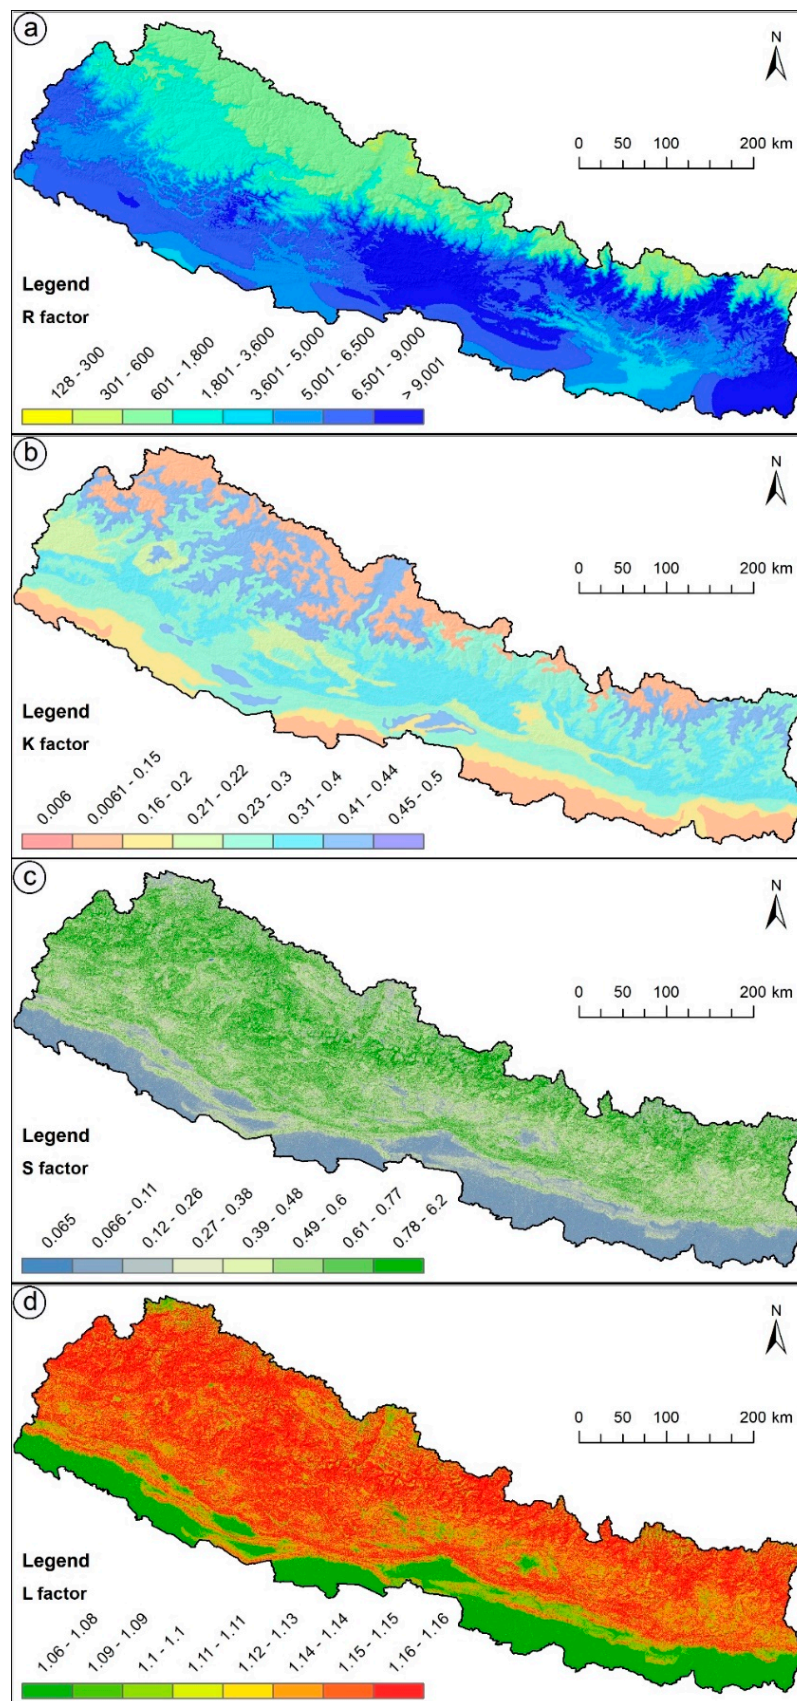 a
N
0 50 100 200 km
Legend
R factor
128 - 300
301 - 600
601 - 1,800
1,801 - 3,600
3,601 - 5,000
5,001 - 6,500
6,501 - 9,000
> 9,001
b
N
0 50 100 200 km
Legend
K factor
0.006
0.0061 - 0.15
0.16 - 0.2
0.21 - 0.22
0.23 - 0.3
0.31 - 0.4
0.41 - 0.44
0.45 - 0.5
c
N
0 50 100 200 km
Legend
S factor
0.065
0.066 - 0.11
0.12 - 0.26
0.27 - 0.38
0.39 - 0.48
0.49 - 0.6
0.61 - 0.77
0.78 - 6.2
d
N
0 50 100 200 km
Legend
L factor
1.06 - 1.08
1.09 - 1.09
1.1 - 1.1
1.11 - 1.11
1.12 - 1.13
1.14 - 1.14
1.15 - 1.15
1.16 - 1.16